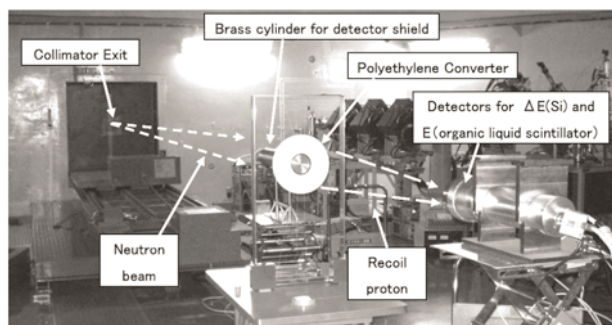 Brass cylinder for detector shield
Collimator Exit
Polyethylene Converter
Detectors for ΔE(Si) and
E(organic liquid scintillator)
Neutron
beam
Recoil
proton